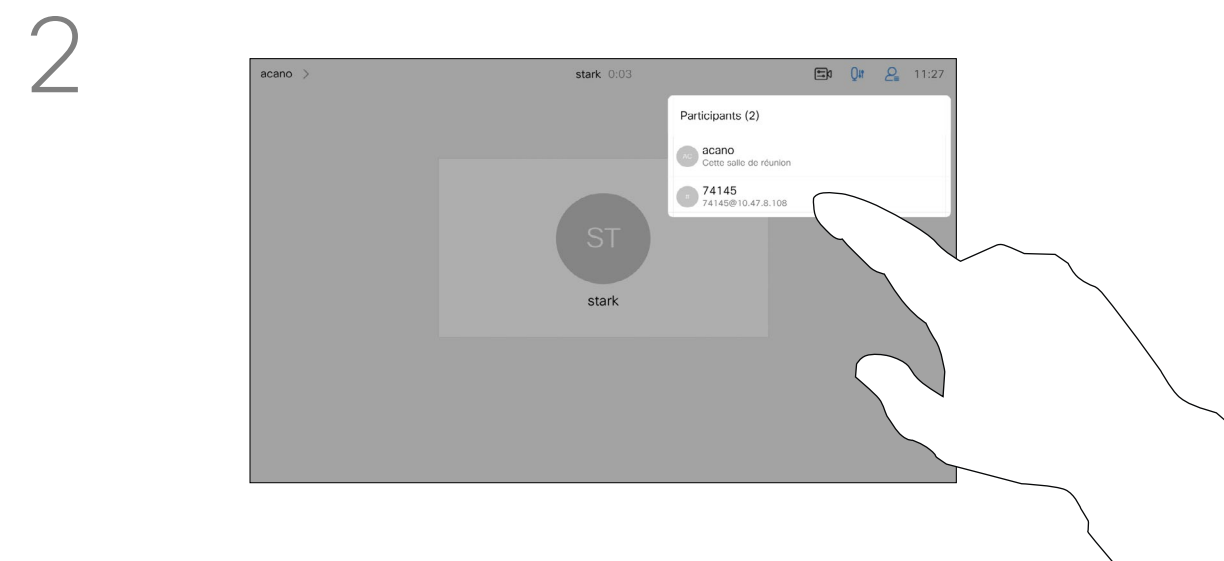 2
acano >
stark 0:03
11:27
Participants (2)
AC
acano
Cette salle de réunion
74145
74145@10.47.8.108
ST
stark